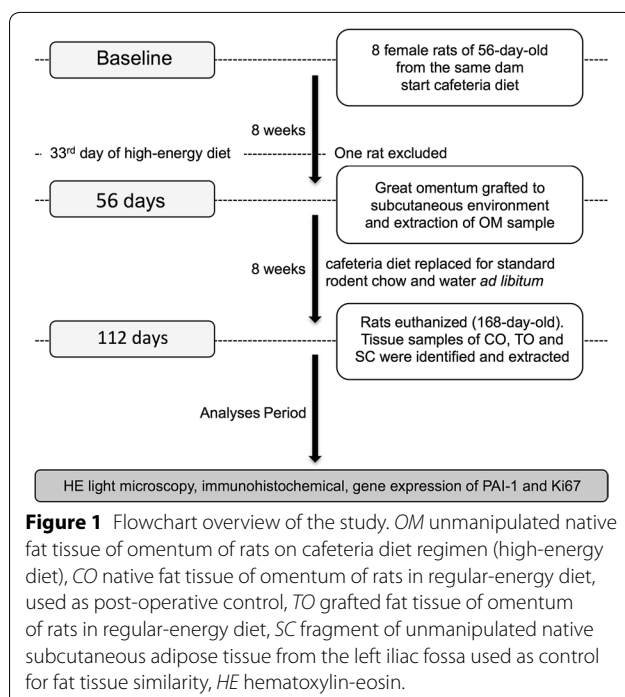 Baseline
8 female rats of 56-day-old
from the same dam
start cafeteria diet
8 weeks
33rd day of high-energy diet
One rat excluded
56 days
Great omentum grafted to
subcutaneous environment
and extraction of OM sample
8 weeks
cafeteria diet replaced for standard
rodent chow and water ad libitum
112 days
Rats euthanized (168-day-old).
Tissue samples of CO, TO and
SC were identified and extracted
Analyses Period
HE light microscopy, immunohistochemical, gene expression of PAI-1 and Ki67
Figure 1 Flowchart overview of the study. OM unmanipulated native
fat tissue of omentum of rats on cafeteria diet regimen (high-energy
diet), CO native fat tissue of omentum of rats in regular-energy diet,
used as post-operative control, TO grafted fat tissue of omentum
of rats in regular-energy diet, SC fragment of unmanipulated native
subcutaneous adipose tissue from the left iliac fossa used as control
for fat tissue similarity, HE hematoxylin-eosin.